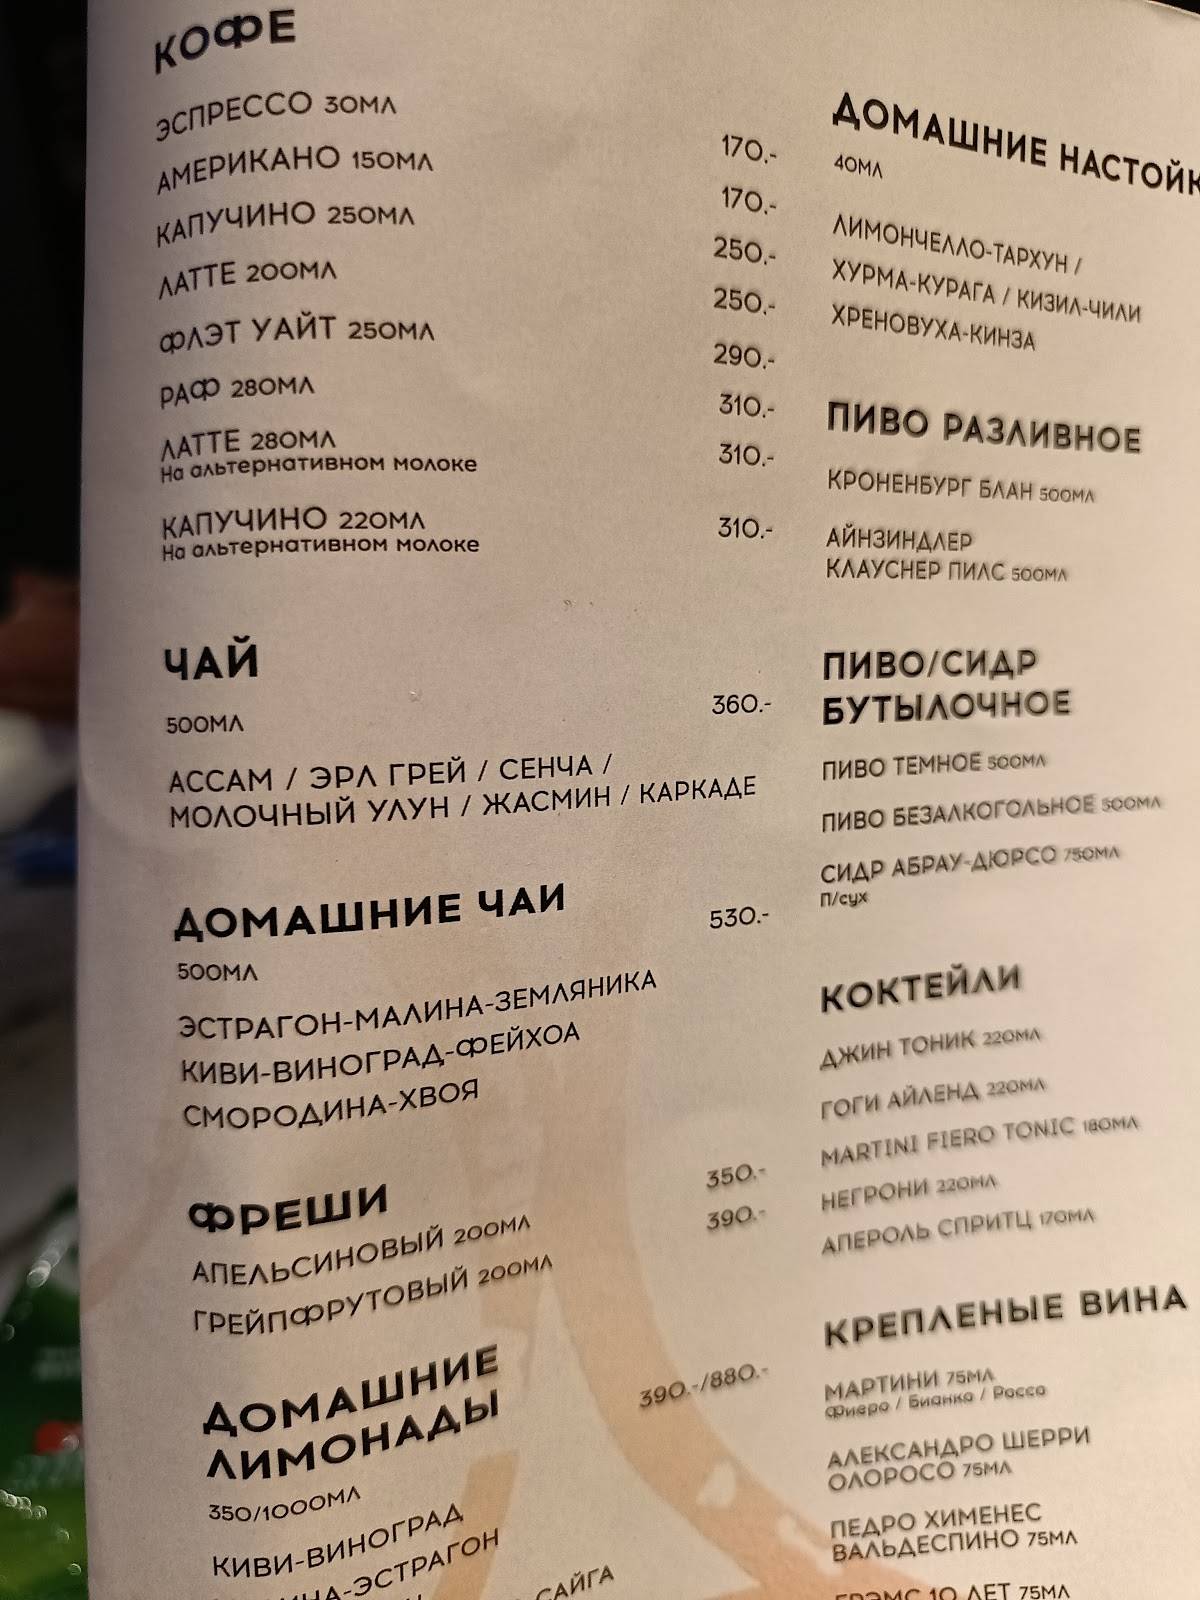 КОФЕ
ЭСПРЕССО 30МЛ 170.-
АМЕРИКАНО 150МЛ 170.-
КАПУЧИНО 250МЛ 250.-
ЛАТТЕ 200МЛ 250.-
ФЛЭТ УАЙТ 250МЛ 290.-
РАФ 280МЛ 310.-
ЛАТТЕ 280МЛ 310.-
На альтернативном молоке
КАПУЧИНО 220МЛ 310.-
На альтернативном молоке
ЧАЙ
500МЛ 360.-
АССАМ / ЭРЛ ГРЕЙ / СЕНЧА /
МОЛОЧНЫЙ УЛУН / ЖАСМИН / КАРКАДЕ
ДОМАШНИЕ ЧАИ 530.-
500МЛ
ЭСТРАГОН-МАЛИНА-ЗЕМЛЯНИКА
КИВИ-ВИНОГРАД-ФЕЙХОА
СМОРОДИНА-ХВОЯ
ФРЕШИ
АПЕЛЬСИНОВЫЙ 200МЛ 350.-
ГРЕЙПФРУТОВЫЙ 200МЛ 390.-
ДОМАШНИЕ
ЛИМОНАДЫ 390.-/880.-
350/1000МЛ
КИВИ-ВИНОГРАД
-ЭСТРАГОН
САЙГА
ДОМАШНИЕ НАСТОЙК
40МЛ
ЛИМОНЧЕЛЛО-ТАРХУН /
ХУРМА-КУРАГА / КИЗИЛ-ЧИЛИ
ХРЕНОВУХА-КИНЗА
ПИВО РАЗЛИВНОЕ
КРОНЕНБУРГ БЛАН 500МЛ
АЙНЗИНДЛЕР
КЛАУСНЕР ПИЛС 500МЛ
ПИВО/СИДР
БУТЫЛОЧНОЕ
ПИВО ТЕМНОЕ 500МЛ
ПИВО БЕЗАЛКОГОЛЬНОЕ 500МЛ
СИДР АБРАУ-ДЮРСО 750МЛ
П/сух
КОКТЕЙЛИ
ДЖИН ТОНИК 220МЛ
ГОГИ АЙЛЕНД 220МЛ
MARTINI FIERO TONIC 180МЛ
НЕГРОНИ 220МЛ
АПЕРОЛЬ СПРИТЦ 170МЛ
КРЕПЛЕНЫЕ ВИНА
МАРТИНИ 75МЛ
Фиеро / Бианко / Россо
АЛЕКСАНДРО ШЕРРИ
ОЛОРОСО 75МЛ
ПЕДРО ХИМЕНЕС
ВАЛЬДЕСПИНО 75МЛ
ГРЭМС 10 ЛЕТ 75МЛ